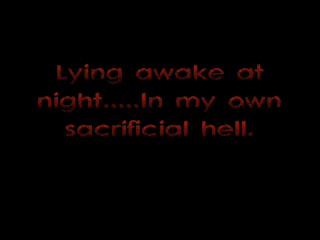 Lying awake at
night.....In my own
sacrificial hell.